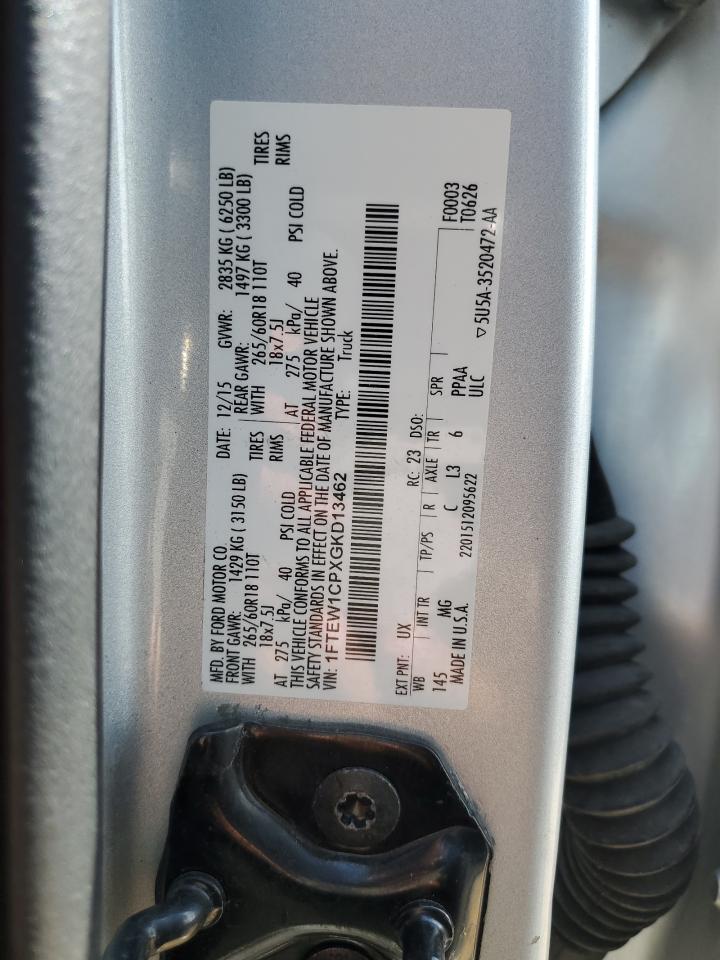 MFD. BY FORD MOTOR CO. DATE: 12/15 GVWR: 2835 KG ( 6250 LB)
FRONT GAWR: 1429 KG ( 3150 LB) REAR GAWR: 1497 KG ( 3300 LB)
WITH 265/60R18 110T TIRES WITH 265/60R18 110T TIRES
18x7.5J RIMS 18x7.5J RIMS
AT 275 kPa/ 40 PSI COLD AT 275 kPa/ 40 PSI COLD
THIS VEHICLE CONFORMS TO ALL APPLICABLE FEDERAL MOTOR VEHICLE
SAFETY STANDARDS IN EFFECT ON THE DATE OF MANUFACTURE SHOWN ABOVE.
VIN: 1FTEW1CPXGKD13462 TYPE: Truck
EXT PNT: UX RC: 23 DSO:
WB INT TR TP/PS R AXLE TR SPR F0003
145 MG C L3 6 PPAA T0626
MADE IN U.S.A. 2201512095622 ULC
▽ 5U5A-3520472-AA